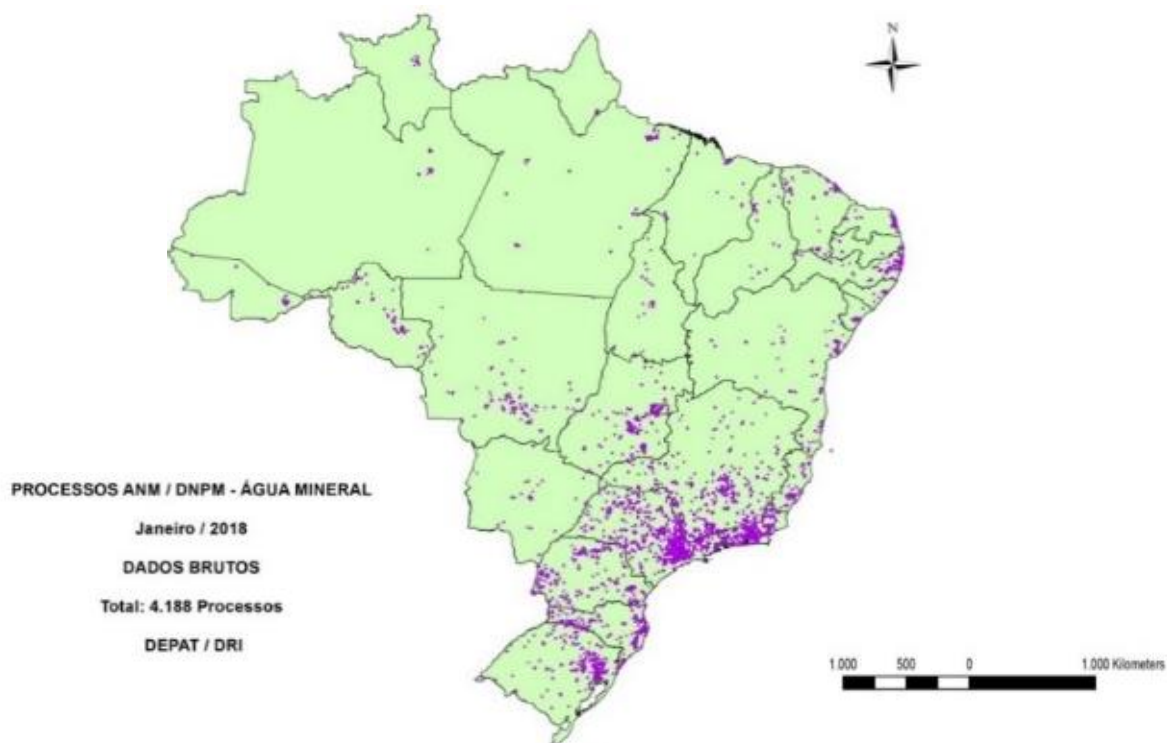 N
PROCESSOS ANM / DNPM - ÁGUA MINERAL
Janeiro / 2018
DADOS BRUTOS
Total: 4.188 Processos
DEPAT / DRI
1.000 500 0 1.000 Kilometers